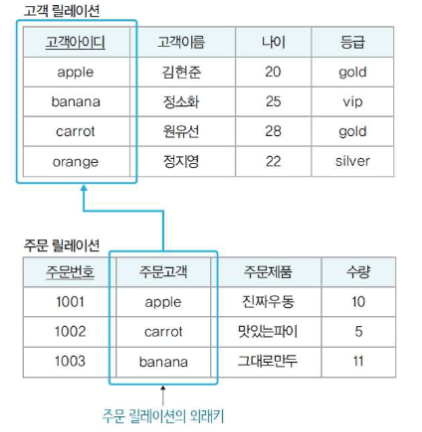 고객 릴레이션
고객아이디 고객이름 나이 등급
apple 김현준 20 gold
banana 정소화 25 vip
carrot 원유선 28 gold
orange 정지영 22 silver
주문 릴레이션
주문번호 주문고객 주문제품 수량
1001 apple 진짜우동 10
1002 carrot 맛있는파이 5
1003 banana 그대로만두 11
주문 릴레이션의 외래키